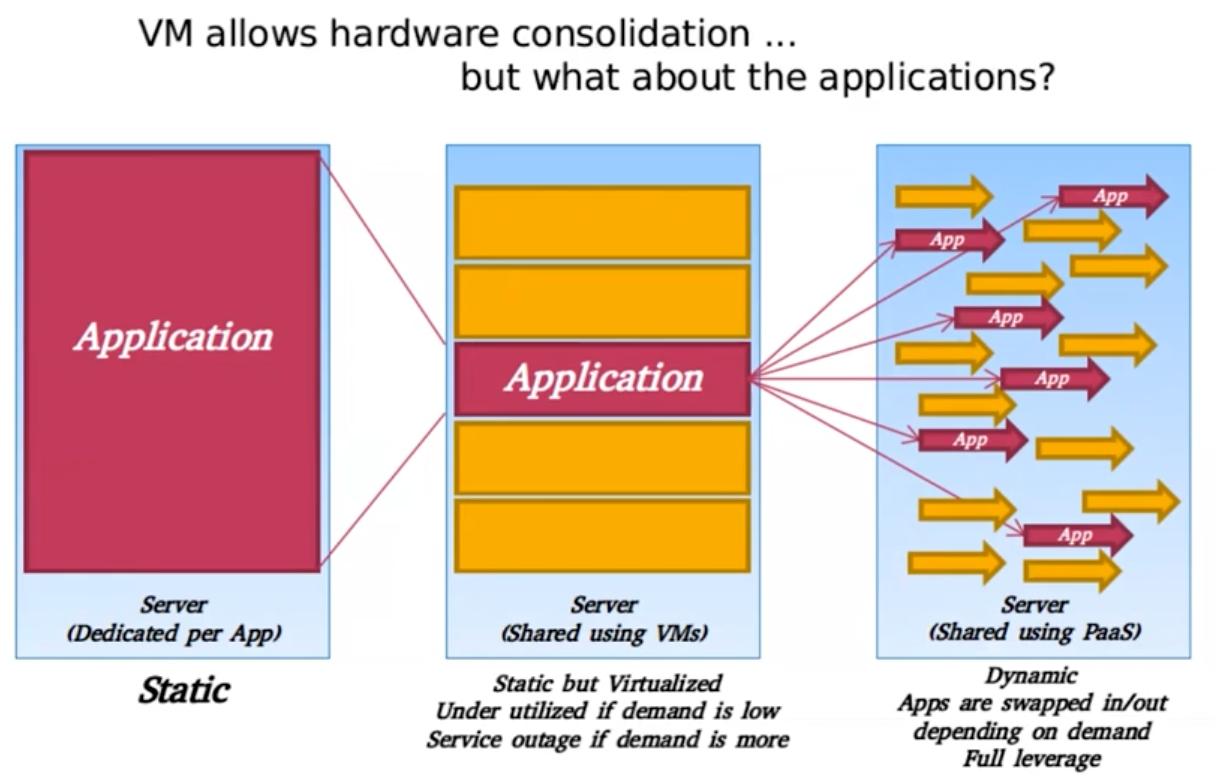 VM allows hardware consolidation ...
but what about the applications?
Application
Server
(Dedicated per App)
Static
Application
Server
(Shared using VMs)
Static but Virtualized
Under utilized if demand is low
Service outage if demand is more
App
App
App
App
App
App
Server
(Shared using PaaS)
Dynamic
Apps are swapped in/out
depending on demand
Full leverage